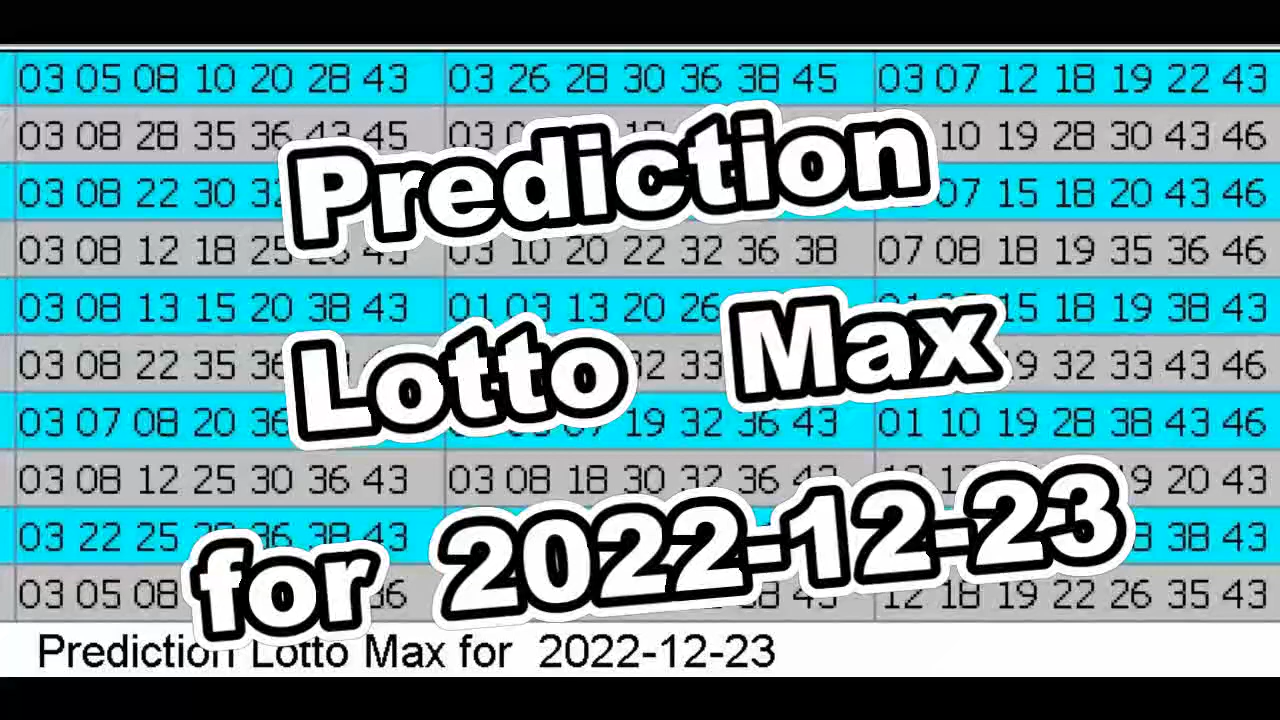 03 05 08 10 20 28 43 03 26 28 30 36 38 45 03 07 12 18 19 22 43
03 08 28 35 36 43 45 03 10 19 28 30 43 46
Prediction
03 08 22 30 07 15 18 20 43 46
03 08 12 18 25 03 10 20 22 32 36 38 07 08 18 19 35 36 46
03 08 13 15 20 38 43 01 03 13 20 26 15 18 19 38 43
Lotto Max
03 08 22 35 33 32 33 43 46
03 07 08 20 19 32 36 43 01 10 19 28 38 43 46
03 08 12 25 30 36 43 03 08 18 30 32 36 43 20 43
03 22 25 36 38 43 38 43
for 2022-12-23
03 05 08 12 18 19 22 26 35 43
Prediction Lotto Max for 2022-12-23